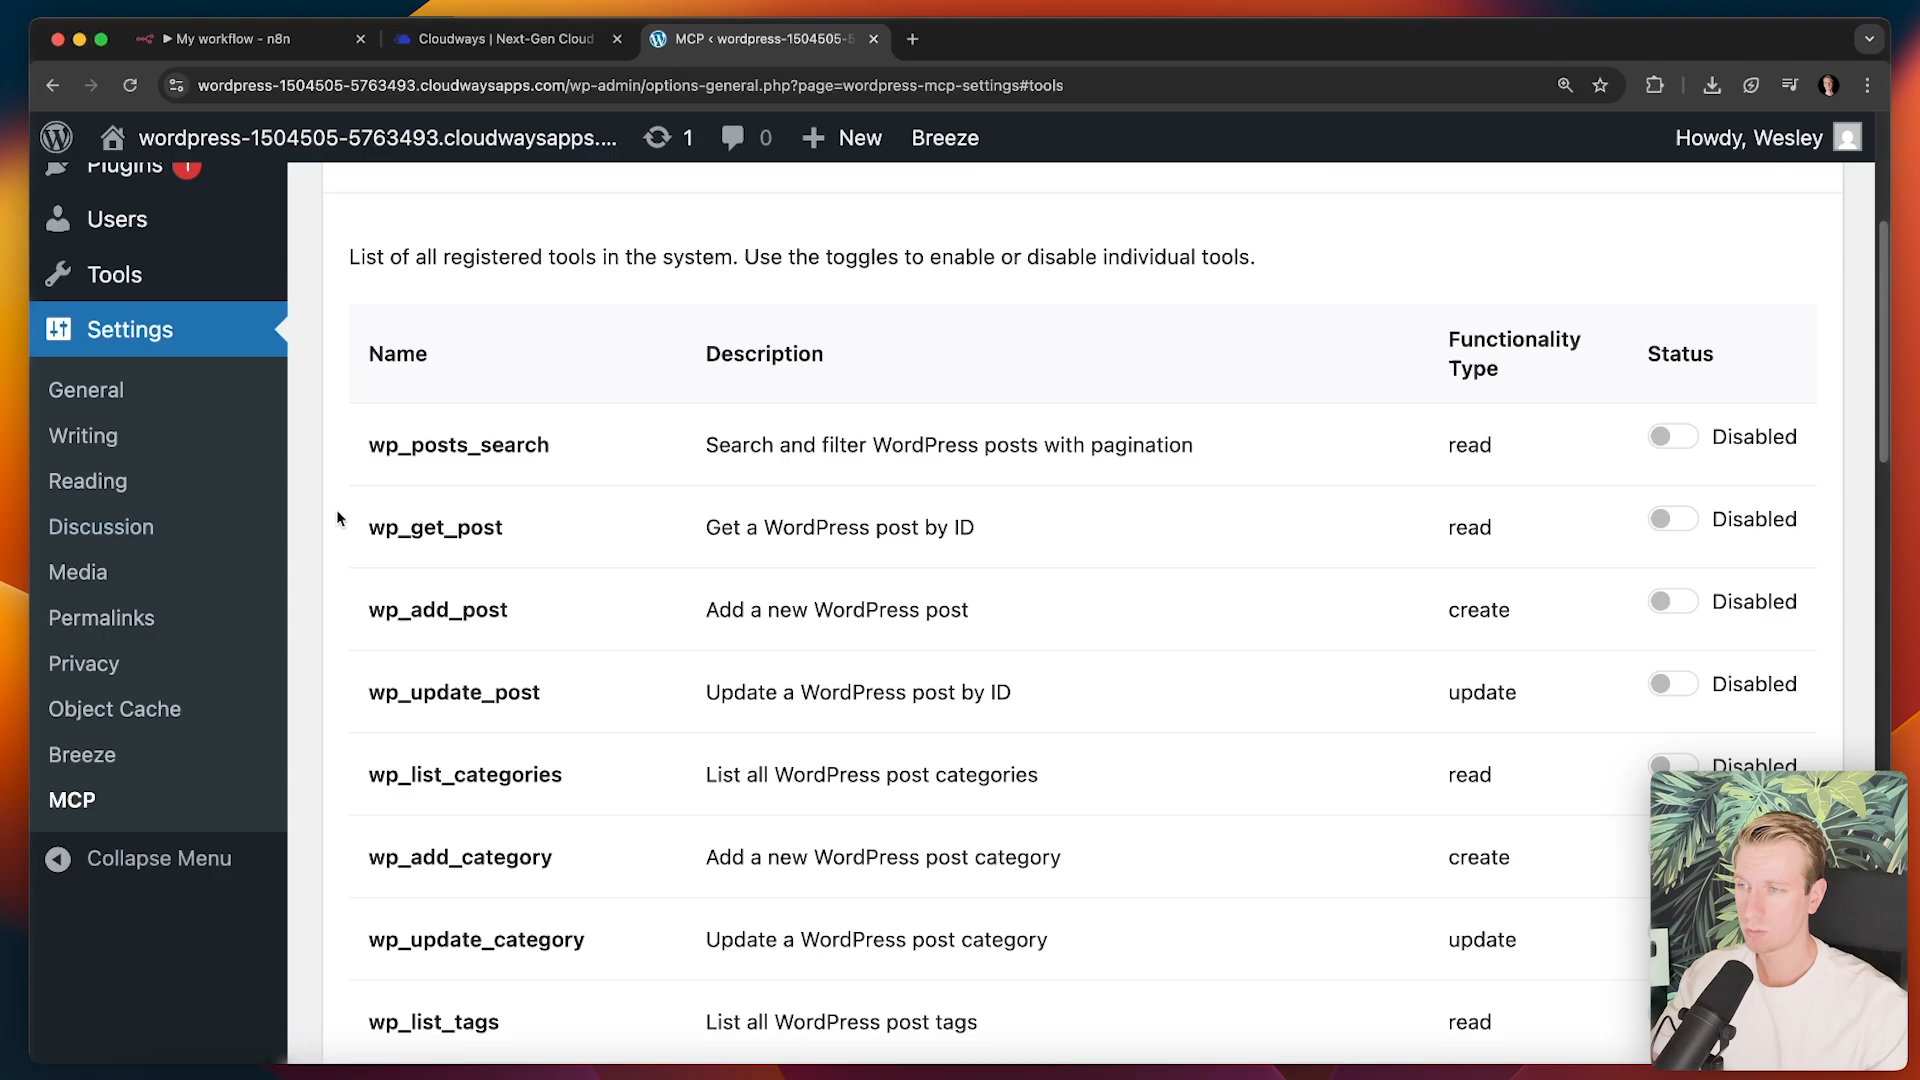 My workflow - n8n
Cloudways | Next-Gen Cloud
MCP ‹ wordpress-1504505-5
wordpress-1504505-5763493.cloudwaysapps.com/wp-admin/options-general.php?page=wordpress-mcp-settings#tools
wordpress-1504505-5763493.cloudwaysapps.... 1 0 New Breeze Howdy, Wesley
Plugins 1
Users
Tools
Settings
General
Writing
Reading
Discussion
Media
Permalinks
Privacy
Object Cache
Breeze
MCP
Collapse Menu
List of all registered tools in the system. Use the toggles to enable or disable individual tools.
Name Description Functionality Type Status
wp_posts_search Search and filter WordPress posts with pagination read Disabled
wp_get_post Get a WordPress post by ID read Disabled
wp_add_post Add a new WordPress post create Disabled
wp_update_post Update a WordPress post by ID update Disabled
wp_list_categories List all WordPress post categories read Disabled
wp_add_category Add a new WordPress post category create
wp_update_category Update a WordPress post category update
wp_list_tags List all WordPress post tags read